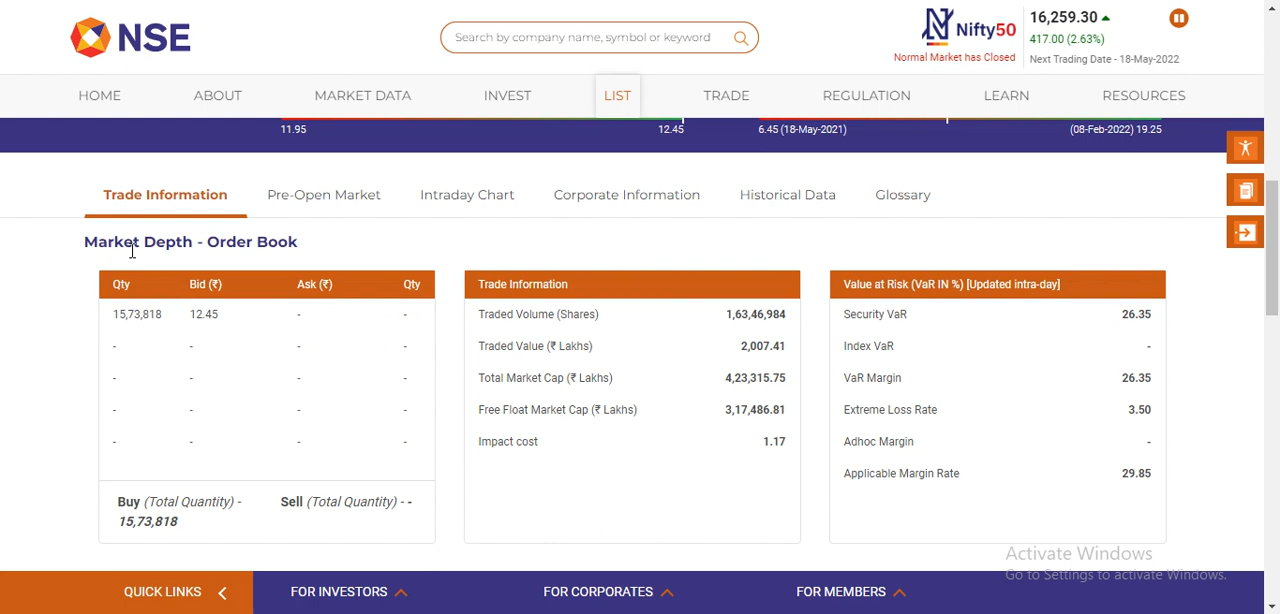 NSE
Search by company name, symbol or keyword
Nifty50
Normal Market has Closed
16,259.30
417.00 (2.63%)
Next Trading Date - 18-May-2022
HOME ABOUT MARKET DATA INVEST LIST TRADE REGULATION LEARN RESOURCES
11.95 12.45 6.45 (18-May-2021) (08-Feb-2022) 19.25
Trade Information Pre-Open Market Intraday Chart Corporate Information Historical Data Glossary
Market Depth - Order Book
Qty Bid (₹) Ask (₹) Qty
15,73,818 12.45 - -
- - - -
- - - -
- - - -
- - - -
Buy (Total Quantity) - Sell (Total Quantity) - -
15,73,818
Trade Information
Traded Volume (Shares) 1,63,46,984
Traded Value (₹ Lakhs) 2,007.41
Total Market Cap (₹ Lakhs) 4,23,315.75
Free Float Market Cap (₹ Lakhs) 3,17,486.81
Impact cost 1.17
Value at Risk (VaR IN %) [Updated intra-day]
Security VaR 26.35
Index VaR -
VaR Margin 26.35
Extreme Loss Rate 3.50
Adhoc Margin -
Applicable Margin Rate 29.85
Activate Windows
Go to Settings to activate Windows.
QUICK LINKS FOR INVESTORS FOR CORPORATES FOR MEMBERS